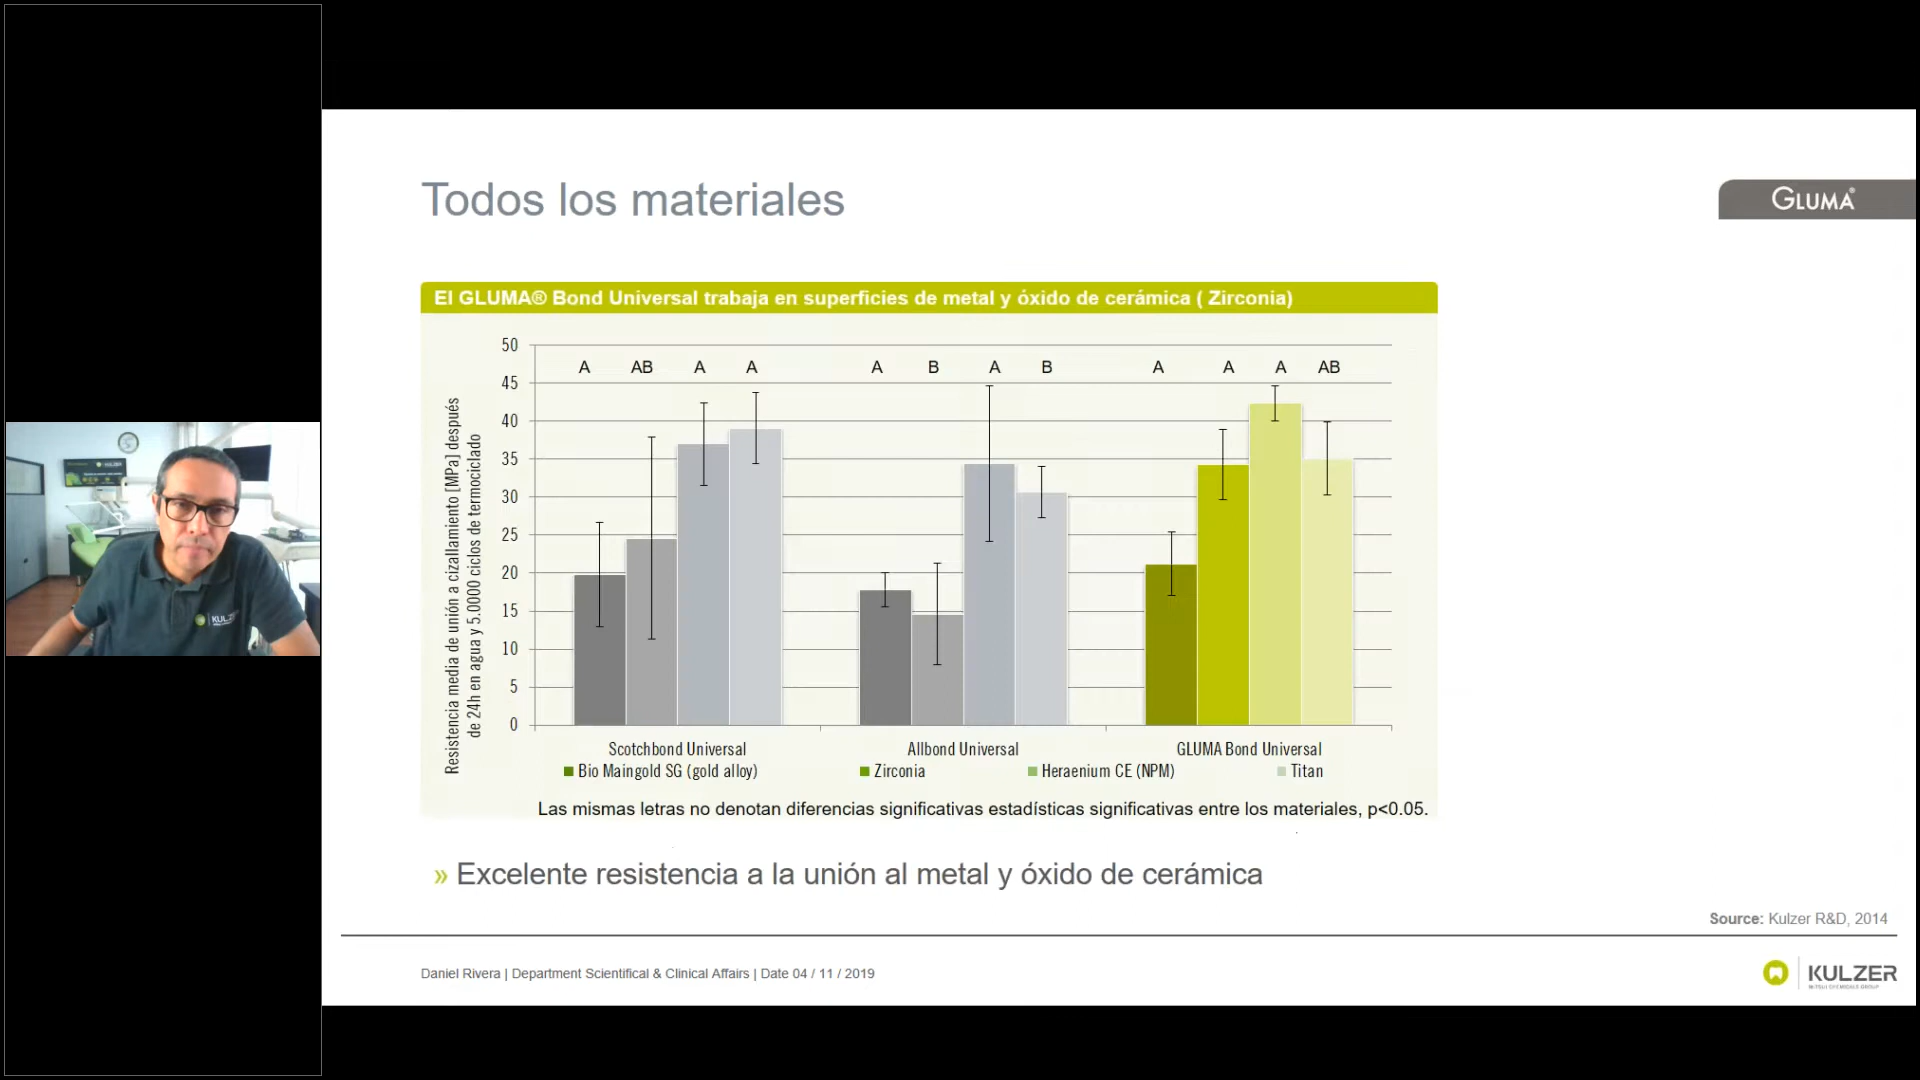 Todos los materiales
GLUMA®
El GLUMA® Bond Universal trabaja en superficies de metal y óxido de cerámica ( Zirconia)
Resistencia media de unión a cizallamiento [MPa] después
de 24h en agua y 5.0000 ciclos de termociclado
50
45
40
35
30
25
20
15
10
5
0
A AB A A A B A B A A A AB
Scotchbond Universal Allbond Universal GLUMA Bond Universal
Bio Maingold SG (gold alloy) Zirconia Heraenium CE (NPM) Titan
Las mismas letras no denotan diferencias significativas estadísticas significativas entre los materiales, p<0.05.
» Excelente resistencia a la unión al metal y óxido de cerámica
Source: Kulzer R&D, 2014
Daniel Rivera | Department Scientifical & Clinical Affairs | Date 04 / 11 / 2019
KULZER
MITSUI CHEMICALS GROUP